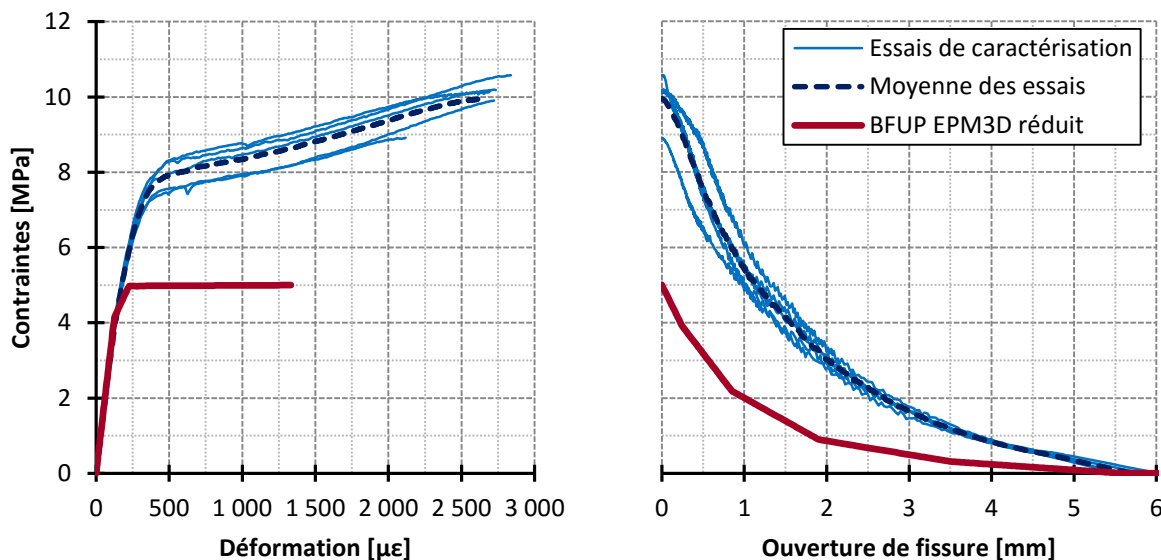 Contraintes [MPa]
12
10
8
6
4
2
0
0 500 1 000 1 500 2 000 2 500 3 000
Déformation [µε]
Essais de caractérisation
Moyenne des essais
BFUP EPM3D réduit
0 1 2 3 4 5 6
Ouverture de fissure [mm]